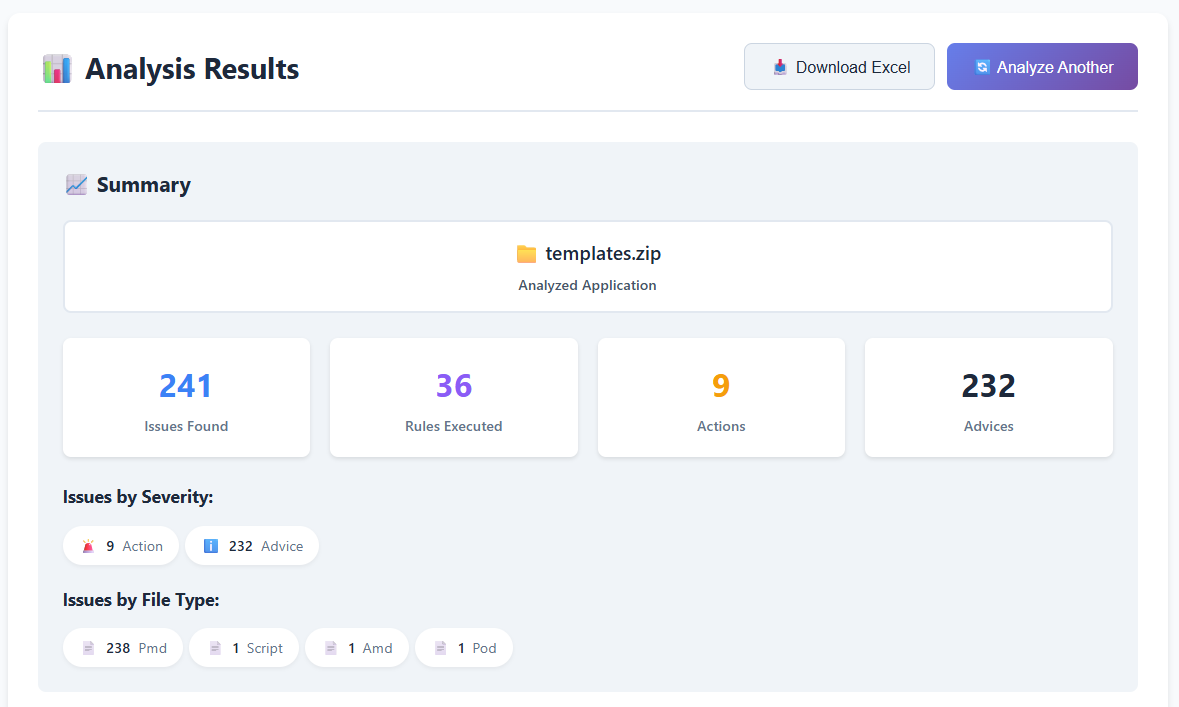 Analysis Results
Download Excel
Analyze Another
Summary
templates.zip
Analyzed Application
241
Issues Found
36
Rules Executed
9
Actions
232
Advices
Issues by Severity:
9 Action
232 Advice
Issues by File Type:
238 Pmd
1 Script
1 Amd
1 Pod